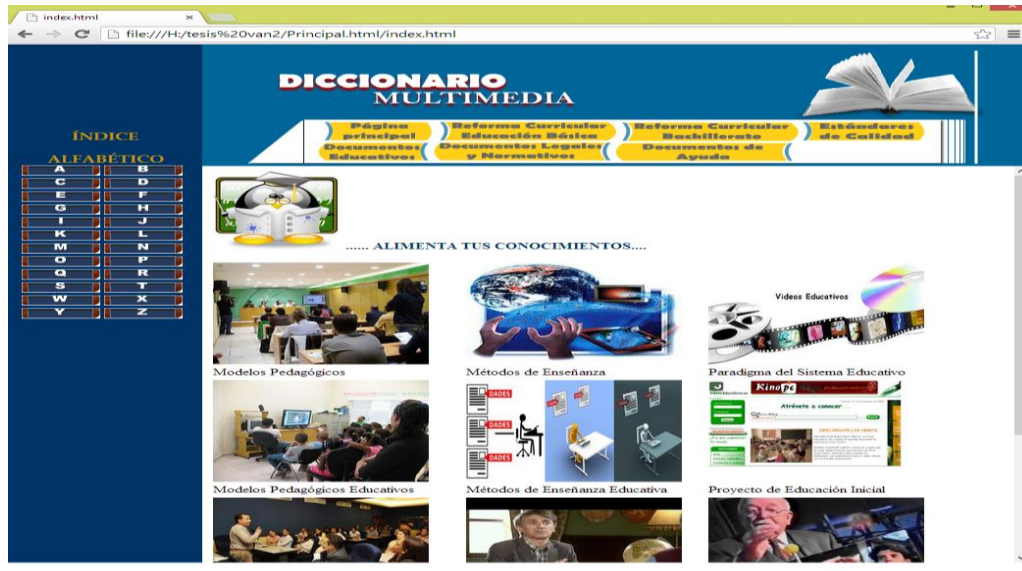 index.html
file:///H:/tesis%20van2/Principal.html/index.html
DICCIONARIO
MULTIMEDIA
Página principal
Reforma Curricular Educación Básica
Reforma Curricular Bachillerato
Estándares de Calidad
Documentos Educativos
Documentos Legales y Normativos
Documentos de Ayuda
ÍNDICE
ALFABÉTICO
A B
C D
E F
G H
I J
K L
M N
O P
Q R
S T
W X
Y Z
...... ALIMENTA TUS CONOCIMIENTOS....
Videos Educativos
Modelos Pedagógicos
Métodos de Enseñanza
Paradigma del Sistema Educativo
DADES
DADES
Kinope
Atrévete a conocer
Modelos Pedagógicos Educativos
Métodos de Enseñanza Educativa
Proyecto de Educación Inicial